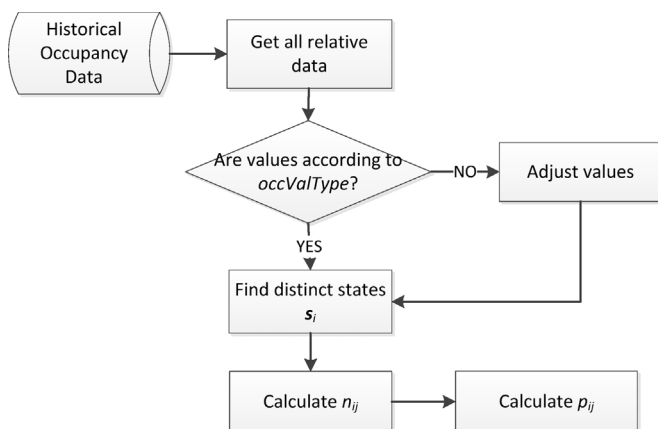 Historical
Occupancy
Data
Get all relative
data
Are values according to
occValType?
NO
Adjust values
YES
Find distinct states
sᵢ
Calculate nᵢⱼ
Calculate pᵢⱼ